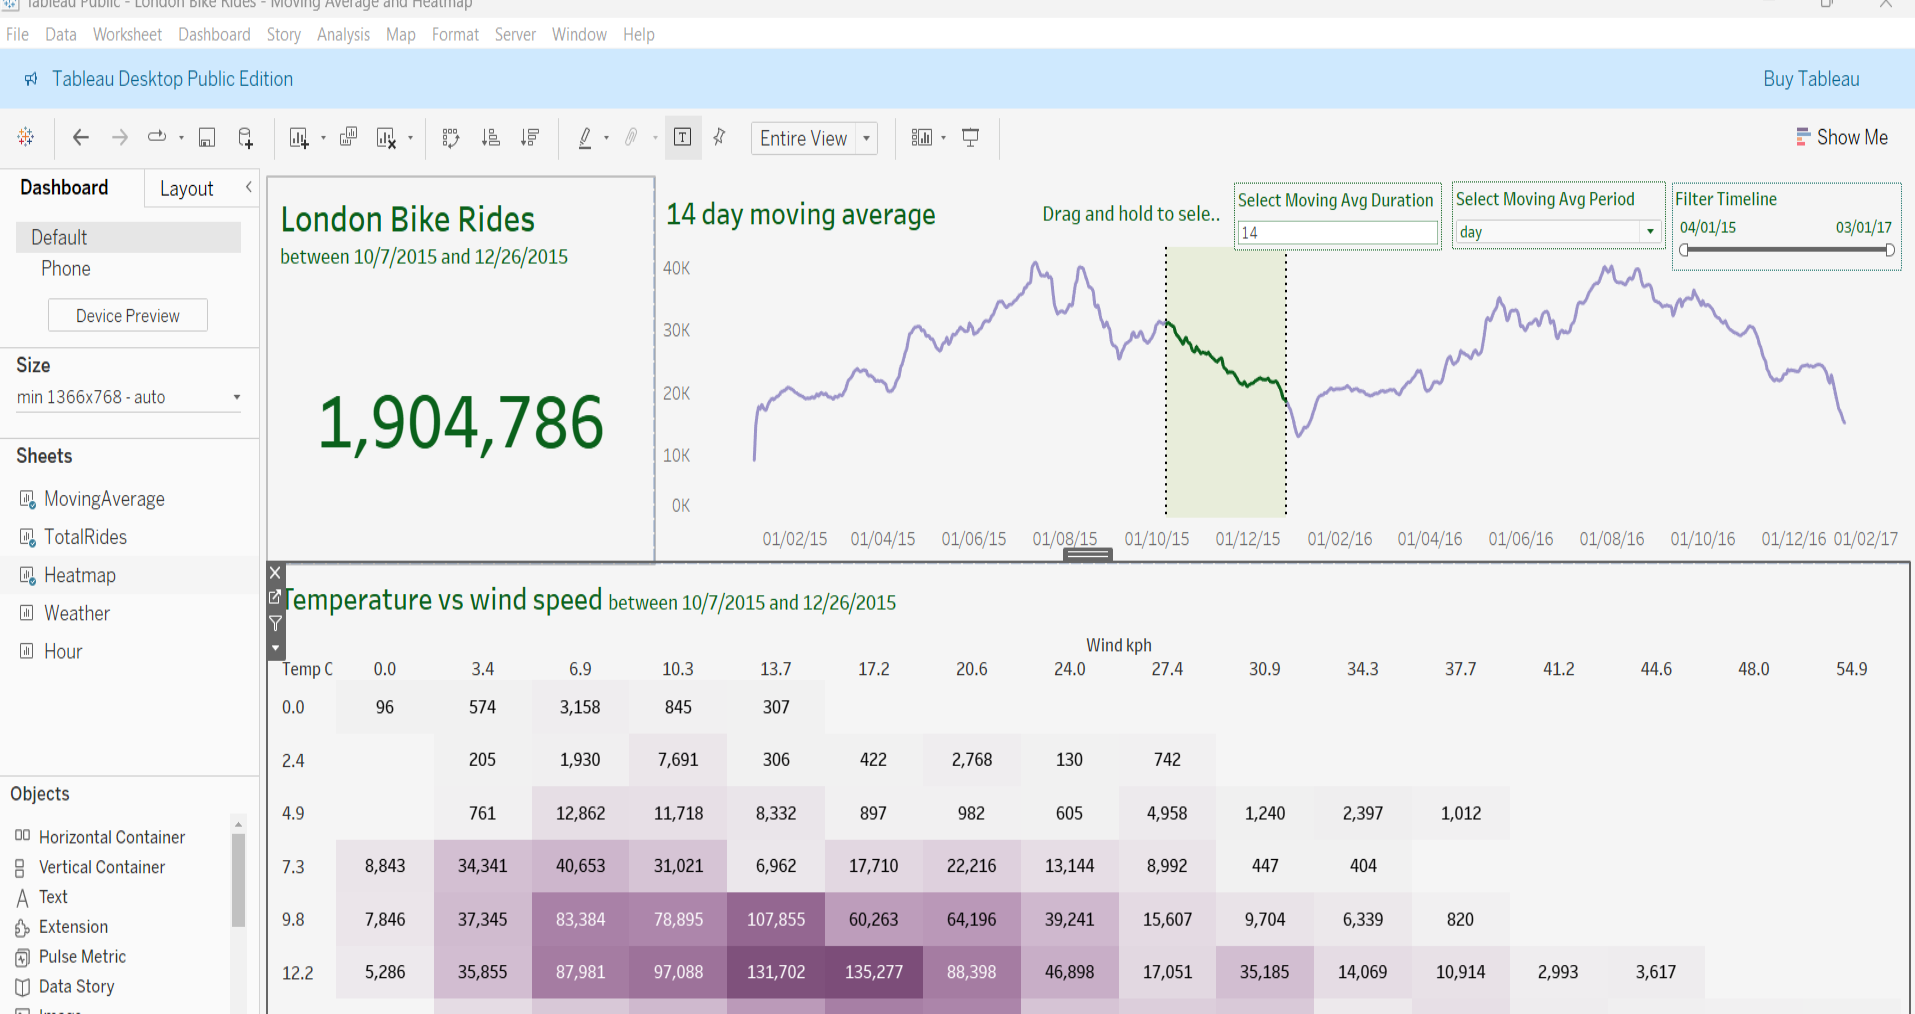 Tableau Public - London Bike Rides - Moving Average and Heatmap
File Data Worksheet Dashboard Story Analysis Map Format Server Window Help
Tableau Desktop Public Edition Buy Tableau
Entire View Show Me
Dashboard Layout
Default
Phone
Device Preview
Size
min 1366x768 - auto
Sheets
MovingAverage
TotalRides
Heatmap
Weather
Hour
Objects
Horizontal Container
Vertical Container
Text
Extension
Pulse Metric
Data Story
Image
London Bike Rides
between 10/7/2015 and 12/26/2015
1,904,786
14 day moving average
Drag and hold to sele..
Select Moving Avg Duration
14
Select Moving Avg Period
day
Filter Timeline
04/01/15 03/01/17
40K
30K
20K
10K
0K
01/02/15 01/04/15 01/06/15 01/08/15 01/10/15 01/12/15 01/02/16 01/04/16 01/06/16 01/08/16 01/10/16 01/12/16 01/02/17
Temperature vs wind speed between 10/7/2015 and 12/26/2015
Wind kph
Temp C 0.0 3.4 6.9 10.3 13.7 17.2 20.6 24.0 27.4 30.9 34.3 37.7 41.2 44.6 48.0 54.9
0.0 96 574 3,158 845 307
2.4 205 1,930 7,691 306 422 2,768 130 742
4.9 761 12,862 11,718 8,332 897 982 605 4,958 1,240 2,397 1,012
7.3 8,843 34,341 40,653 31,021 6,962 17,710 22,216 13,144 8,992 447 404
9.8 7,846 37,345 83,384 78,895 107,855 60,263 64,196 39,241 15,607 9,704 6,339 820
12.2 5,286 35,855 87,981 97,088 131,702 135,277 88,398 46,898 17,051 35,185 14,069 10,914 2,993 3,617